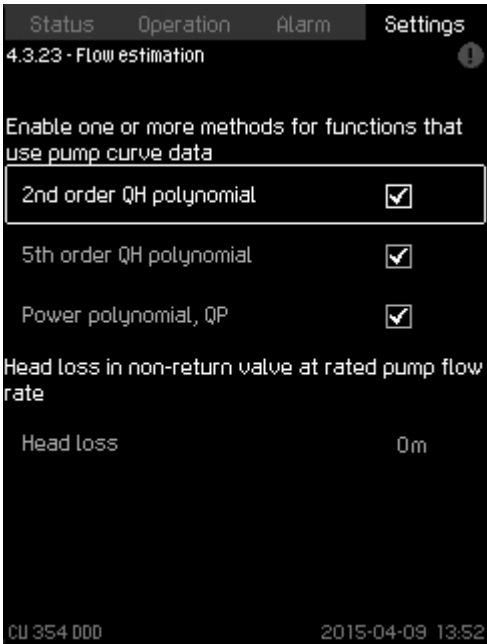 Status Operation Alarm Settings
4.3.23 - Flow estimation
Enable one or more methods for functions that
use pump curve data
2nd order QH polynomial
5th order QH polynomial
Power polynomial, QP
Head loss in non-return valve at rated pump flow
rate
Head loss 0m
CU 354 DDD 2015-04-09 13:52